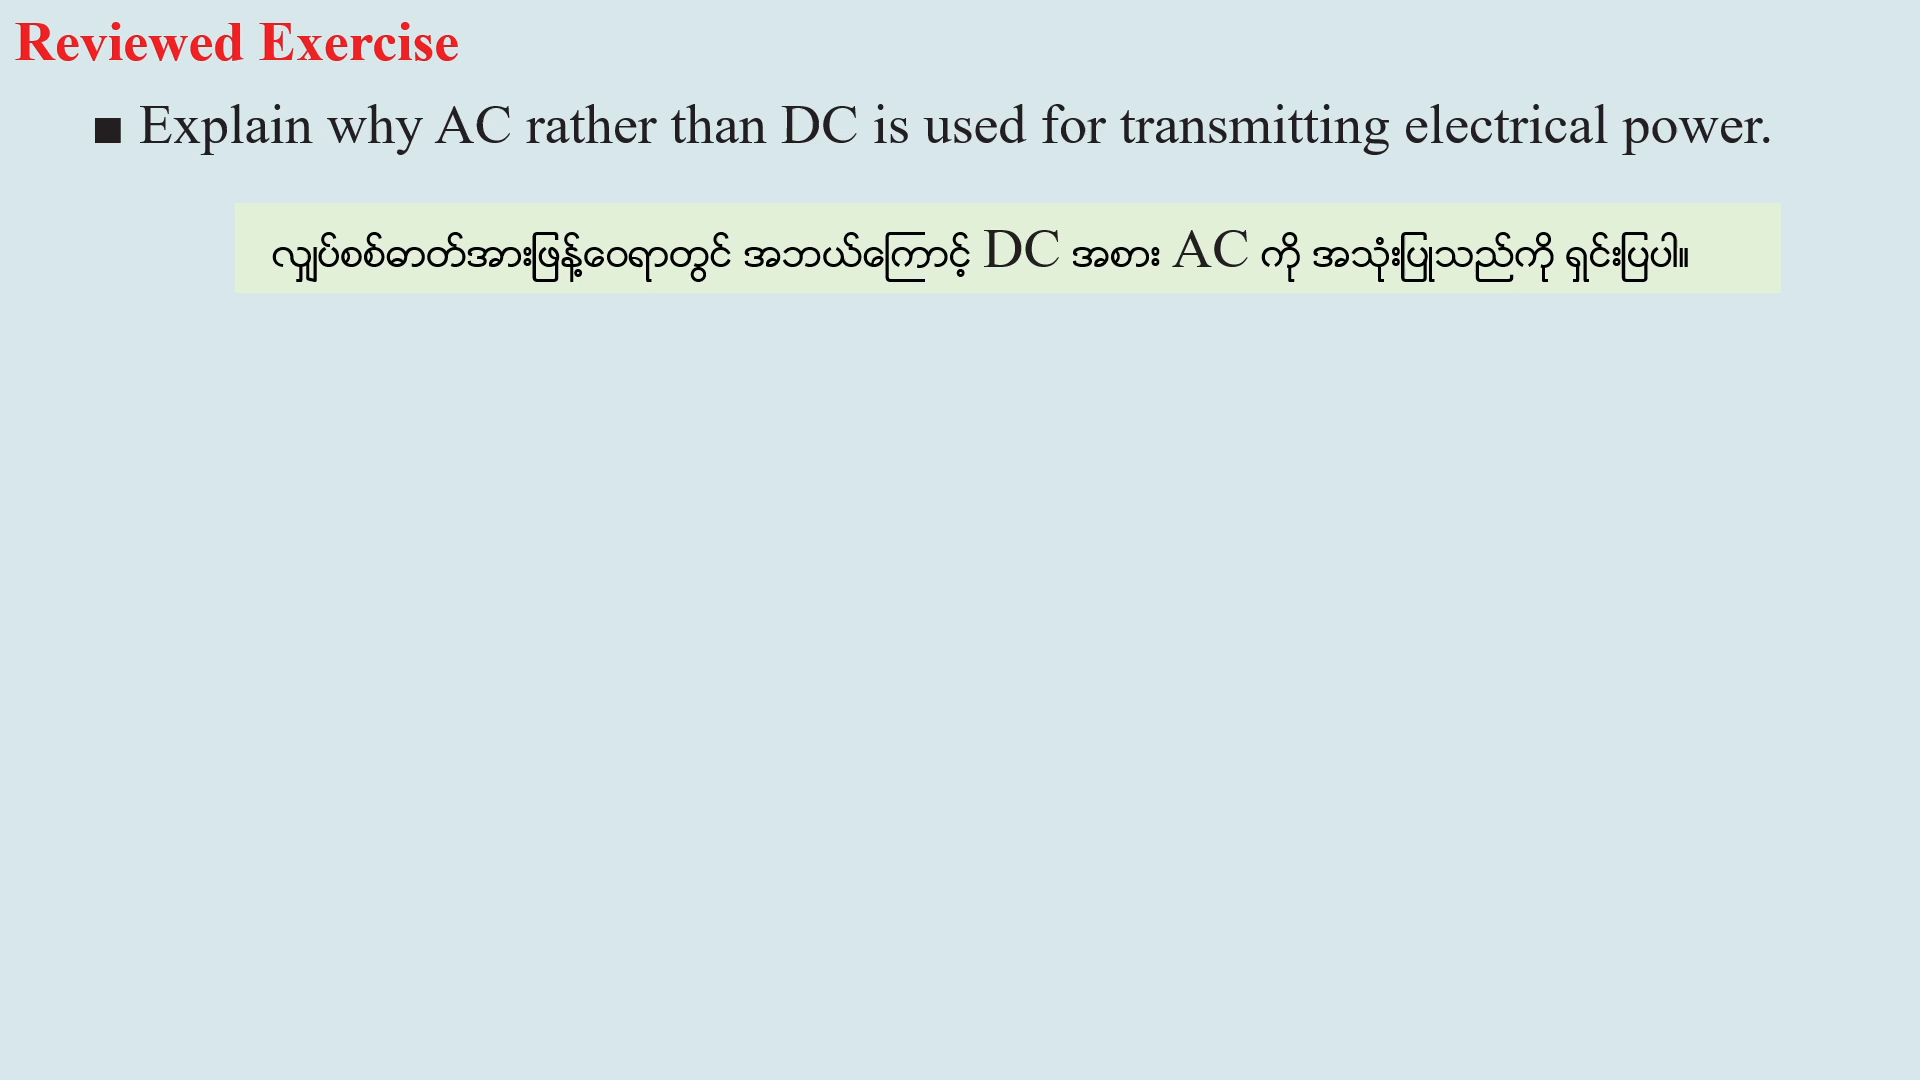 Reviewed Exercise
■ Explain why AC rather than DC is used for transmitting electrical power.
လျှပ်စစ်ဓာတ်အားဖြန့်ဝေရာတွင် အဘယ်ကြောင့် DC အစား AC ကို အသုံးပြုသည်ကို ရှင်းပြပါ။